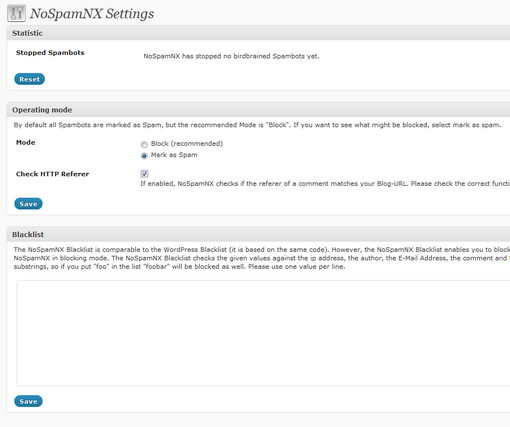 NoSpamNX Settings
Statistic
Stopped Spambots
NoSpamNX has stopped no birdbrained Spambots yet.
Reset
Operating mode
By default all Spambots are marked as Spam, but the recommended Mode is "Block". If you want to see what might be blocked, select mark as spam.
Mode
Block (recommended)
Mark as Spam
Check HTTP Referer
If enabled, NoSpamNX checks if the referer of a comment matches your Blog-URL. Please check the correct functi
Save
Blacklist
The NoSpamNX Blacklist is comparable to the WordPress Blacklist (it is based on the same code). However, the NoSpamNX Blacklist enables you to block
NoSpamNX in blocking mode. The NoSpamNX Blacklist checks the given values against the ip address, the author, the E-Mail Address, the comment and
substrings, so if you put "foo" in the list "foobar" will be blocked as well. Please use one value per line.
Save